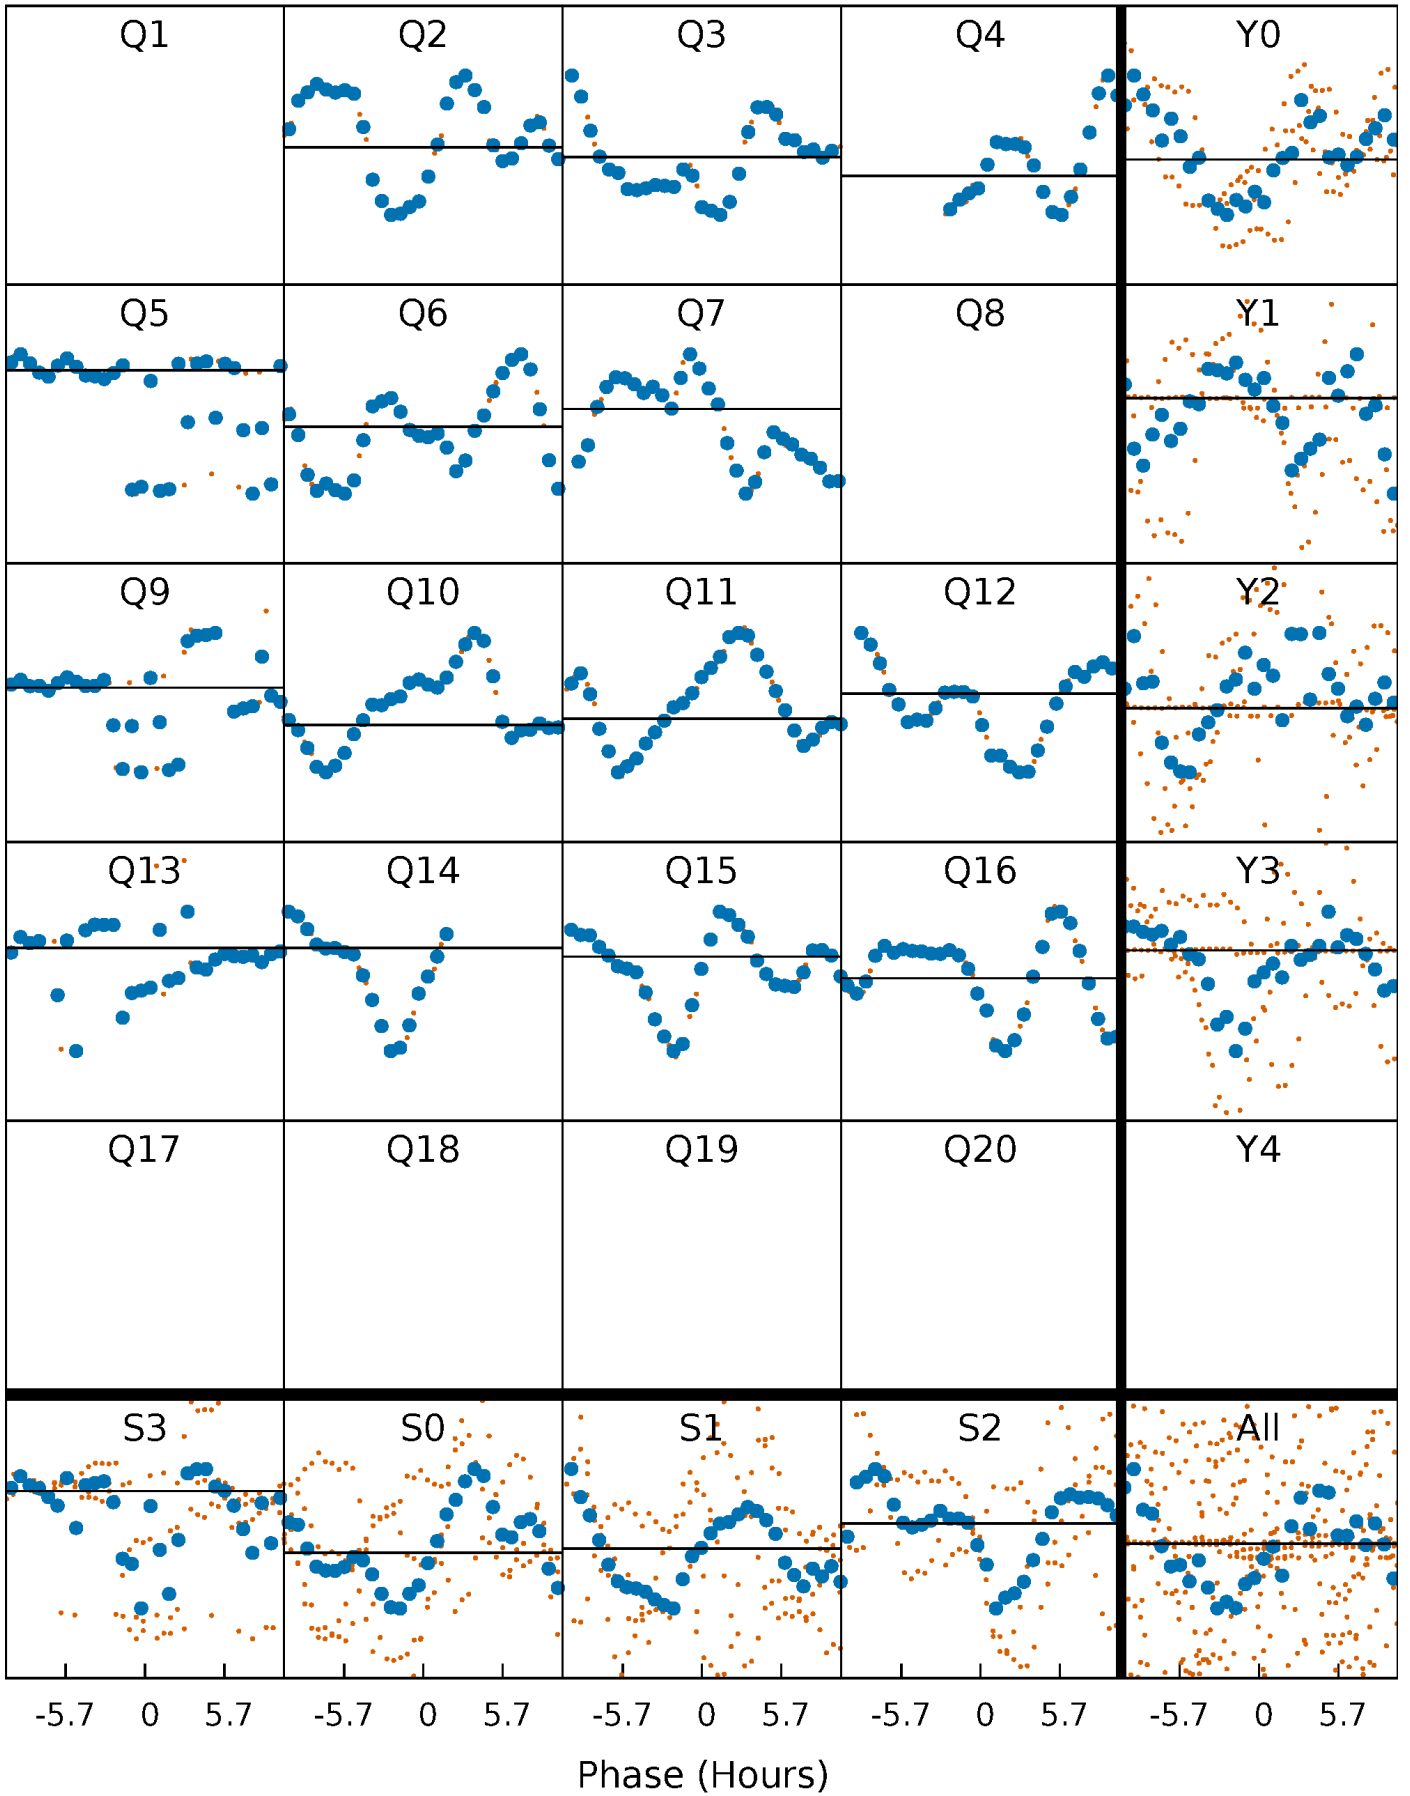 Q1 Q2 Q3 Q4 Y0
Q5 Q6 Q7 Q8 Y1
Q9 Q10 Q11 Q12 Y2
Q13 Q14 Q15 Q16 Y3
Q17 Q18 Q19 Q20 Y4
S3 S0 S1 S2 All
-5.7 0 5.7 -5.7 0 5.7 -5.7 0 5.7 -5.7 0 5.7 -5.7 0 5.7
Phase (Hours)